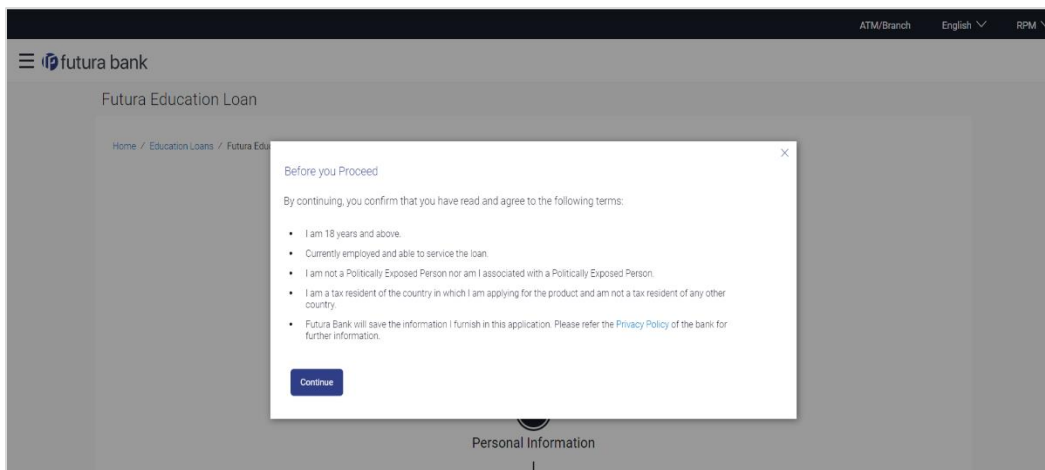 ATM/Branch English RPM
futura bank
Futura Education Loan
Home / Education Loans / Futura Edu
Before you Proceed
By continuing, you confirm that you have read and agree to the following terms:
• I am 18 years and above.
• Currently employed and able to service the loan.
• I am not a Politically Exposed Person nor am I associated with a Politically Exposed Person.
• I am a tax resident of the country in which I am applying for the product and am not a tax resident of any other
country.
• Futura Bank will save the information I furnish in this application. Please refer the Privacy Policy of the bank for
further information.
Continue
Personal Information